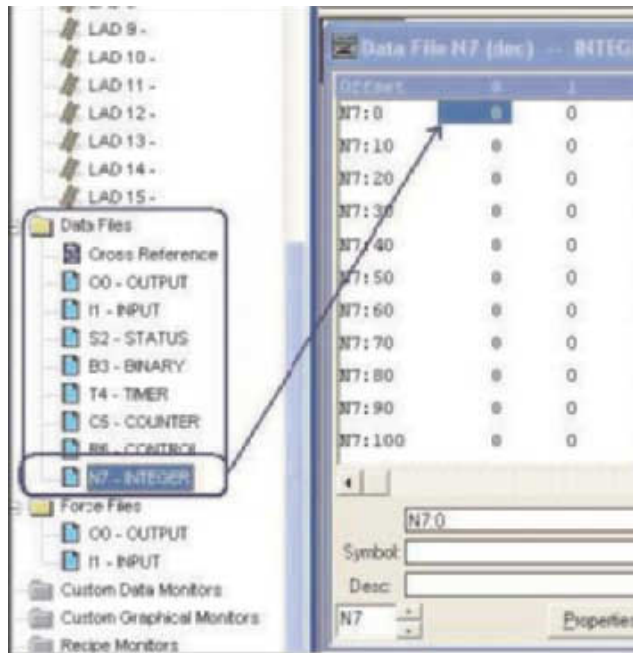 LAD 9 -
LAD 10 -
LAD 11 -
LAD 12 -
LAD 13 -
LAD 14 -
LAD 15 -
Data Files
Cross Reference
O0 - OUTPUT
I1 - INPUT
S2 - STATUS
B3 - BINARY
T4 - TIMER
C5 - COUNTER
R6 - CONTROL
N7 - INTEGER
Force Files
O0 - OUTPUT
I1 - INPUT
Custom Data Monitors
Custom Graphical Monitors
Recipe Monitors
Data File N7 (dec) -- INTEG
Offset 0 1
N7:0 0 0
N7:10 0 0
N7:20 0 0
N7:30 0 0
N7:40 0 0
N7:50 0 0
N7:60 0 0
N7:70 0 0
N7:80 0 0
N7:90 0 0
N7:100 0 0
N7:0
Symbol:
Desc:
N7
Properties